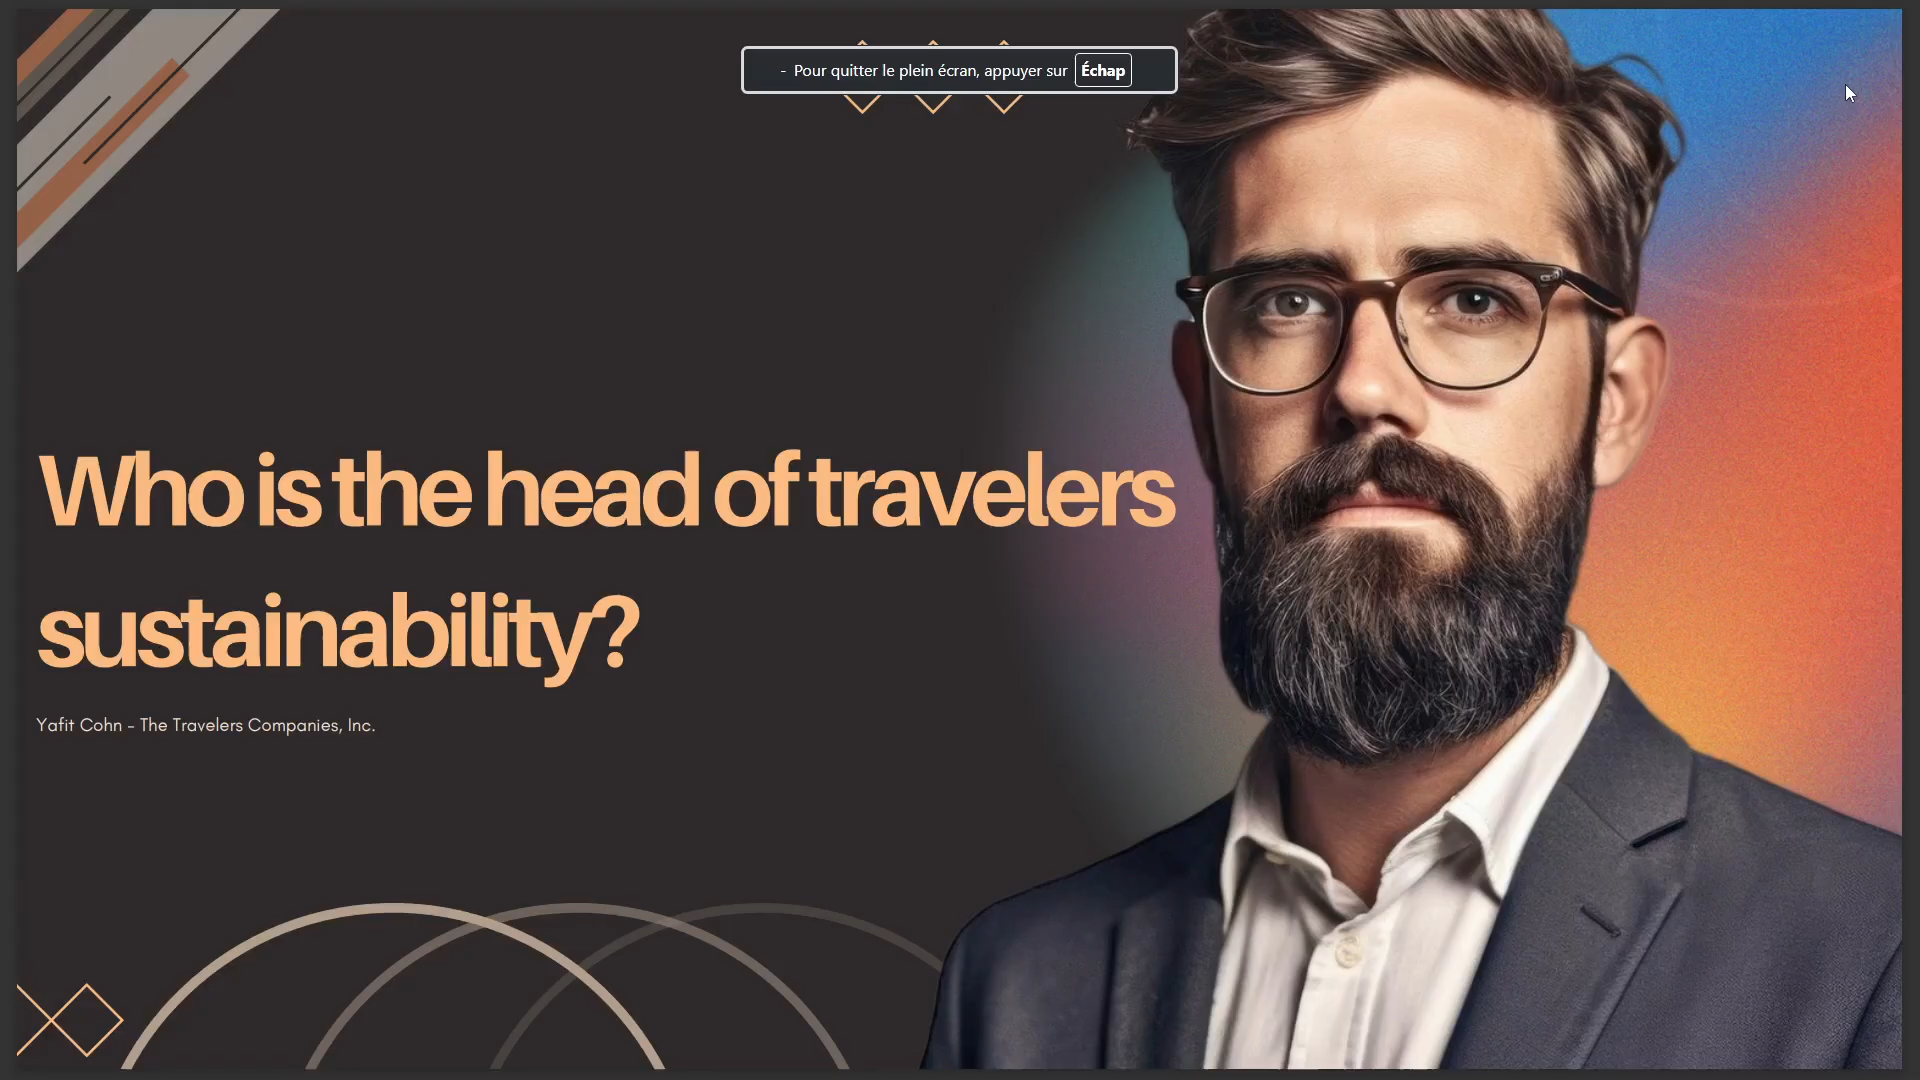 - Pour quitter le plein écran, appuyer sur Échap
Who is the head of travelers
sustainability?
Yafit Cohn - The Travelers Companies, Inc.